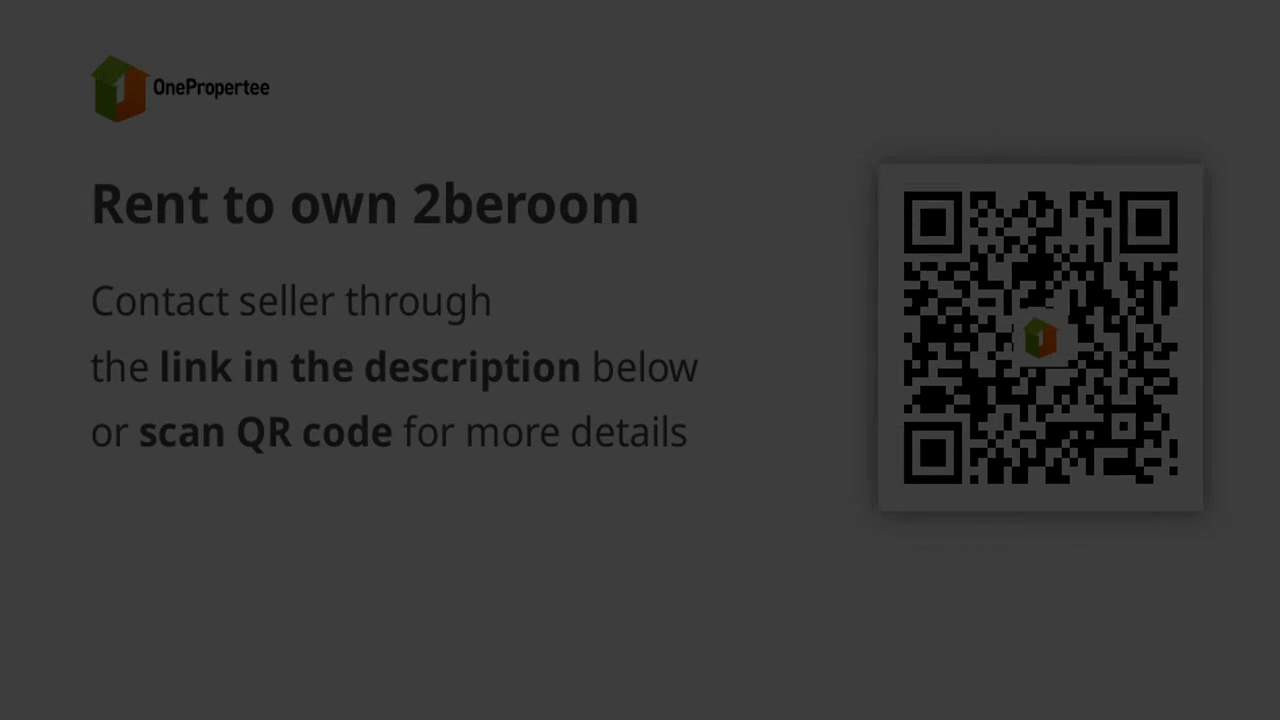 OnePropertee
Rent to own 2beroom
Contact seller through
the link in the description below
or scan QR code for more details